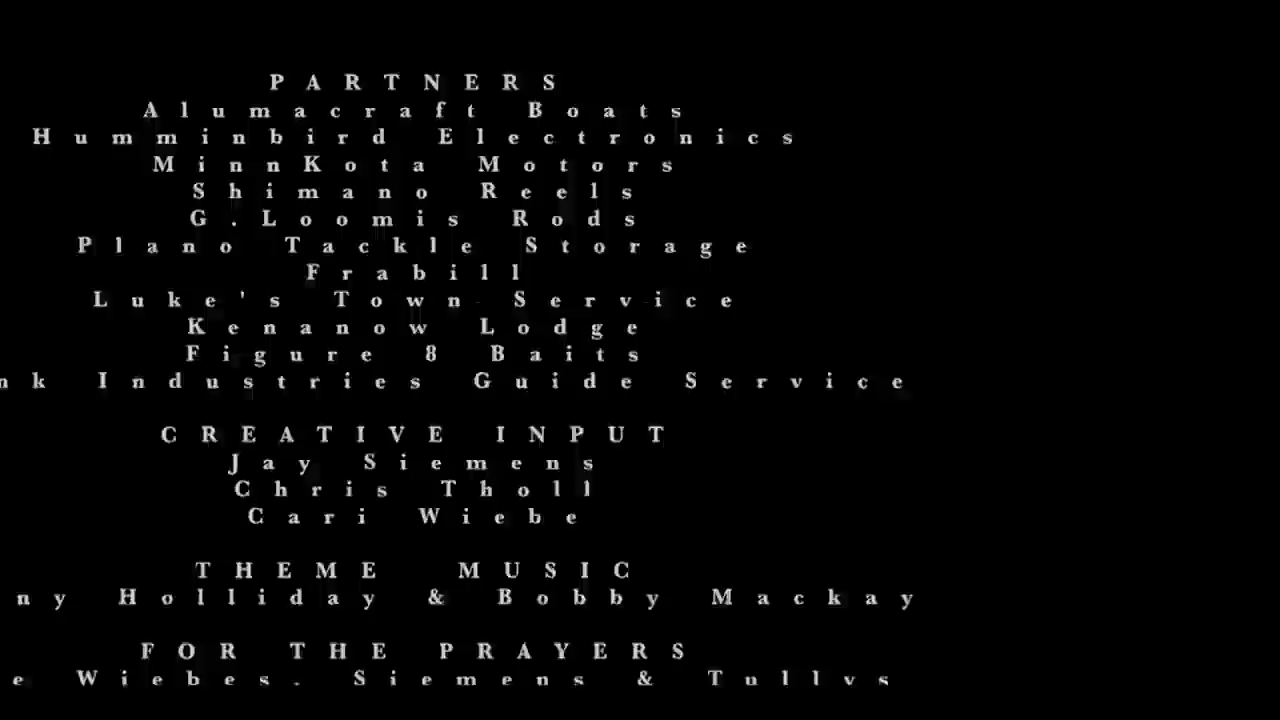 PARTNERS
Alumacraft Boats
Humminbird Electronics
MinnKota Motors
Shimano Reels
G.Loomis Rods
Plano Tackle Storage
Frabill
Luke's Town Service
Kenanow Lodge
Figure 8 Baits
Industries Guide Service
CREATIVE INPUT
Jay Siemens
Chris Tholl
Cari Wiebe
THEME MUSIC
Holliday & Bobby Mackay
FOR THE PRAYERS
Wiebes. Siemens & Tullys